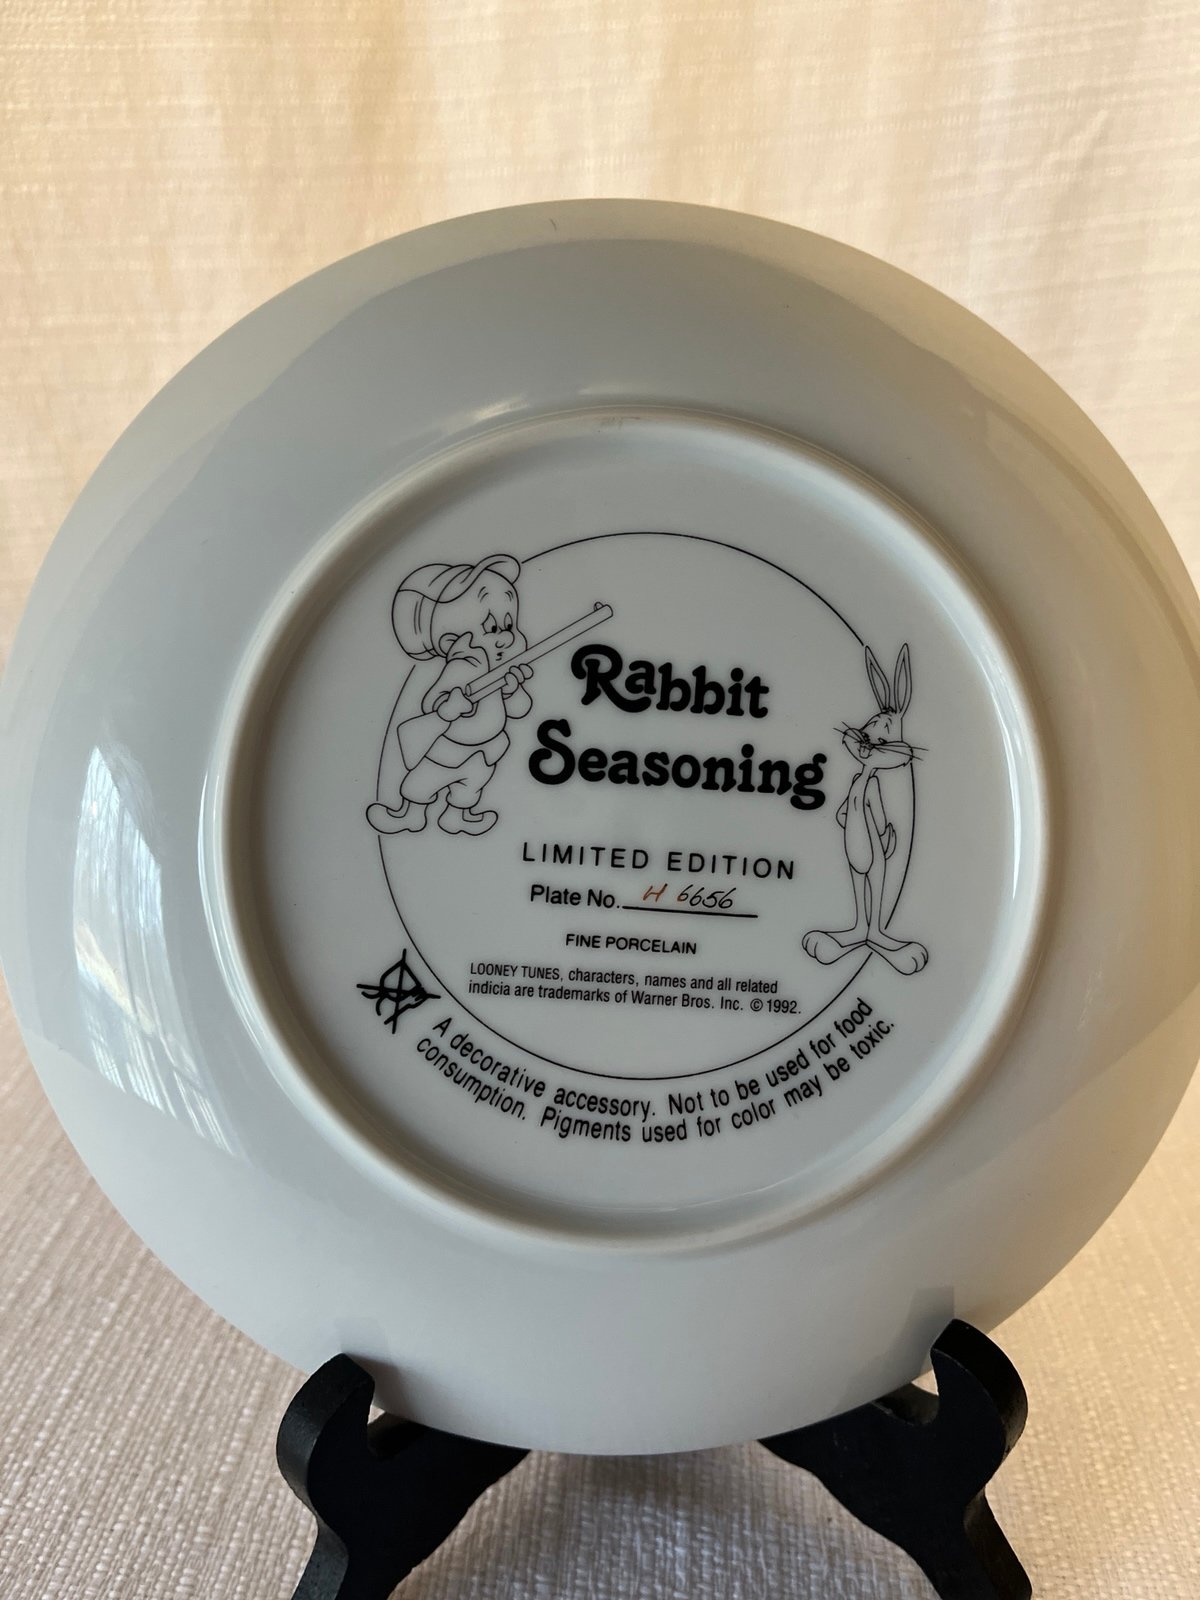 Rabbit
Seasoning
LIMITED EDITION
Plate No. H 6656
FINE PORCELAIN
LOONEY TUNES, characters, names and all related
indicia are trademarks of Warner Bros. Inc. © 1992.
A decorative accessory. Not to be used for food
consumption. Pigments used for color may be toxic.